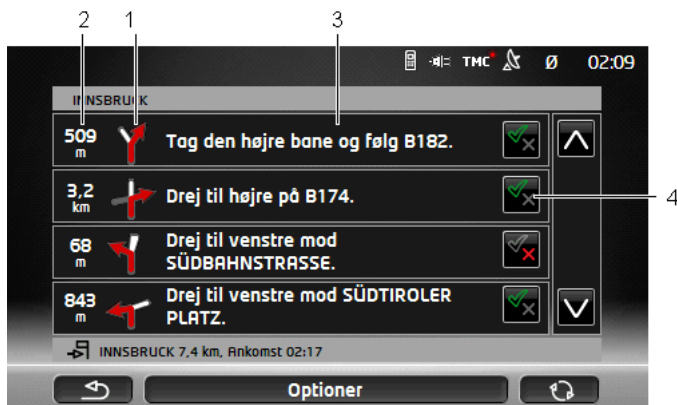 2 1 3
TMC Ø 02:09
INNSBRUCK
509 m Tag den højre bane og følg B182.
3,2 km Drej til højre på B174.
4
68 m Drej til venstre mod
SÜDBAHNSTRASSE.
843 m Drej til venstre mod SÜDTIROLER
PLATZ.
INNSBRUCK 7,4 km, Ankomst 02:17
Optioner